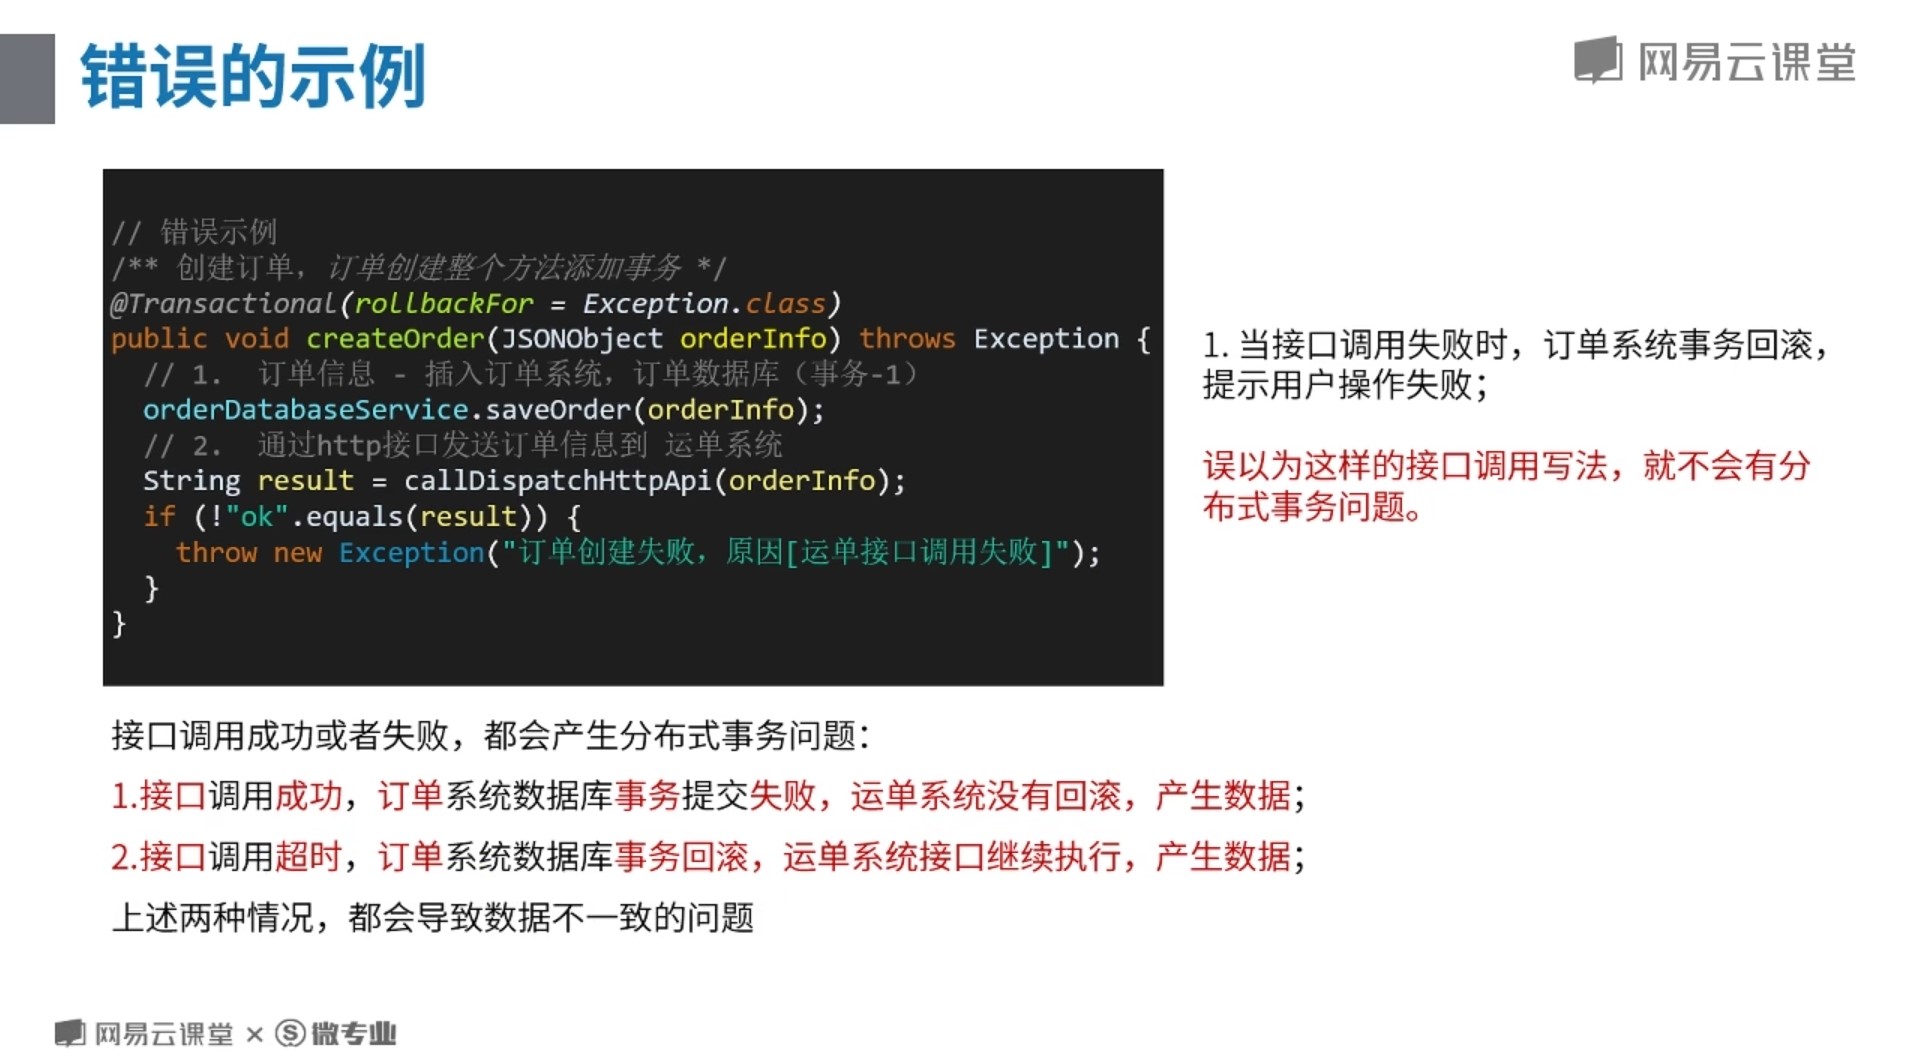 错误的示例
网易云课堂
// 错误示例
/** 创建订单，订单创建整个方法添加事务 */
@Transactional(rollbackFor = Exception.class)
public void createOrder(JSONObject orderInfo) throws Exception {
// 1. 订单信息 - 插入订单系统，订单数据库（事务-1）
orderDatabaseService.saveOrder(orderInfo);
// 2. 通过http接口发送订单信息到 运单系统
String result = callDispatchHttpApi(orderInfo);
if (!"ok".equals(result)) {
throw new Exception("订单创建失败，原因[运单接口调用失败]");
}
}
1. 当接口调用失败时，订单系统事务回滚，
提示用户操作失败；
误以为这样的接口调用写法，就不会有分
布式事务问题。
接口调用成功或者失败，都会产生分布式事务问题：
1.接口调用成功，订单系统数据库事务提交失败，运单系统没有回滚，产生数据；
2.接口调用超时，订单系统数据库事务回滚，运单系统接口继续执行，产生数据；
上述两种情况，都会导致数据不一致的问题
网易云课堂 × S 微专业